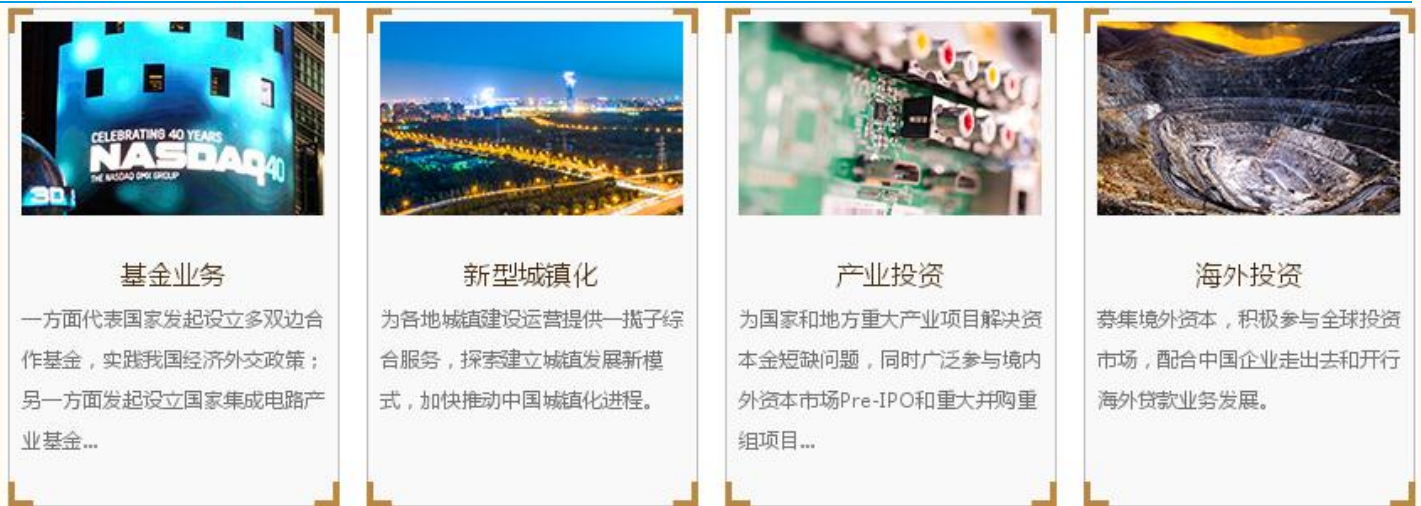 CELEBRATING 40 YEARS
NASDAQ 40
THE NASDAQ OMX GROUP
3D
基金业务
一方面代表国家发起设立多双边合
作基金，实践我国经济外交政策；
另一方面发起设立国家集成电路产
业基金...
新型城镇化
为各地城镇建设运营提供一揽子综
合服务，探索建立城镇发展新模
式，加快推动中国城镇化进程。
产业投资
为国家和地方重大产业项目解决资
本金短缺问题，同时广泛参与境内
外资本市场Pre-IPO和重大并购重
组项目...
海外投资
募集境外资本，积极参与全球投资
市场，配合中国企业走出去和开行
海外贷款业务发展。